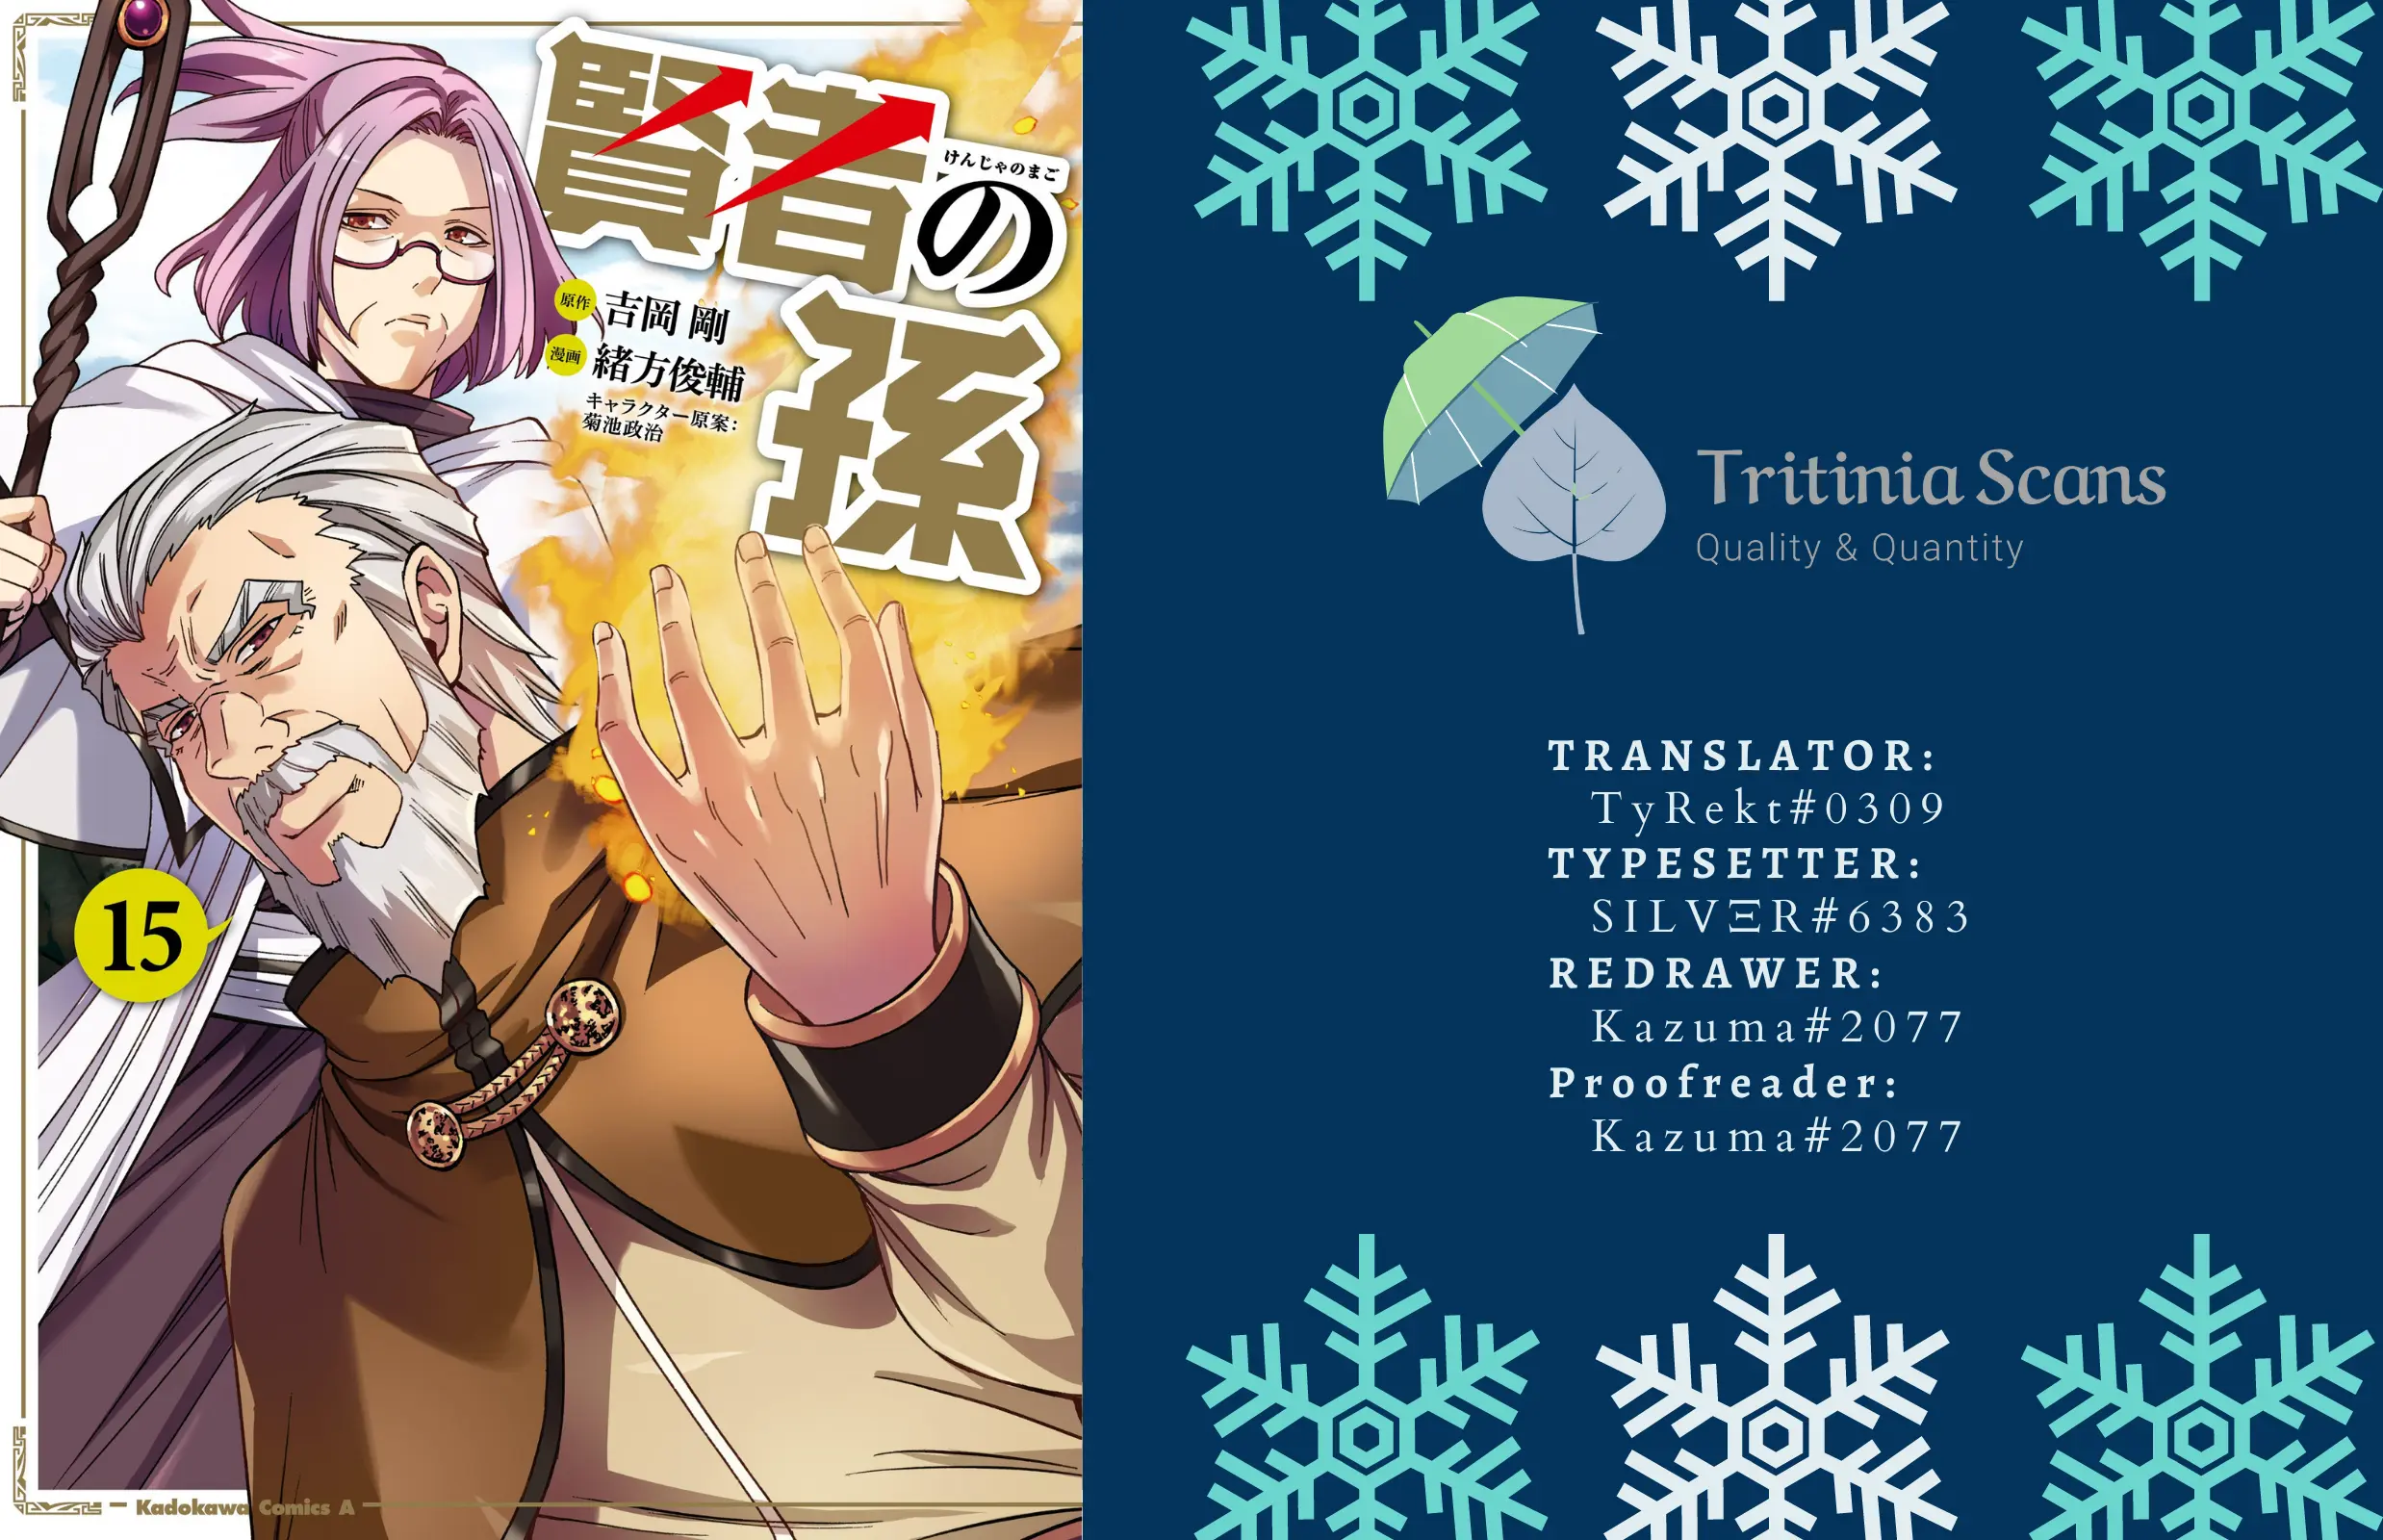 賢者の
けんじゃのまご
孫
原作 吉岡 剛
漫画 緒方俊輔
キャラクター原案:
菊池政治
15
Kadokawa Comics A
Tritinia Scans
Quality & Quantity
TRANSLATOR:
TyRekt#0309
TYPESETTER:
SILVΞR#6383
REDRAWER:
Kazuma#2077
Proofreader:
Kazuma#2077